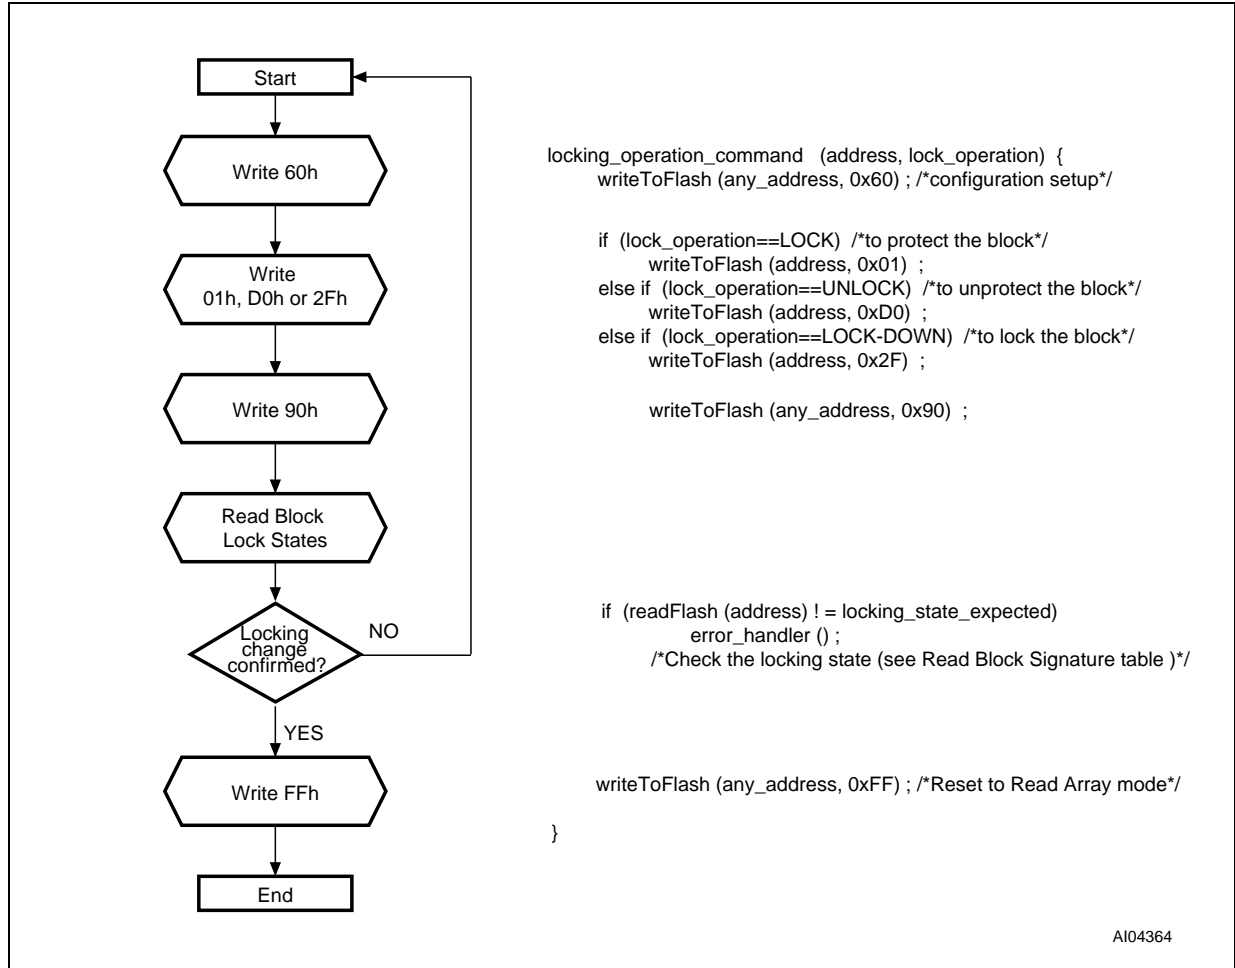 Start
Write 60h
Write
01h, D0h or 2Fh
Write 90h
Read Block
Lock States
Locking
change
confirmed?
NO
YES
Write FFh
End
locking_operation_command (address, lock_operation) {
writeToFlash (any_address, 0x60) ; /*configuration setup*/
if (lock_operation==LOCK) /*to protect the block*/
writeToFlash (address, 0x01) ;
else if (lock_operation==UNLOCK) /*to unprotect the block*/
writeToFlash (address, 0xD0) ;
else if (lock_operation==LOCK-DOWN) /*to lock the block*/
writeToFlash (address, 0x2F) ;
writeToFlash (any_address, 0x90) ;
if (readFlash (address) ! = locking_state_expected)
error_handler () ;
/*Check the locking state (see Read Block Signature table )*/
writeToFlash (any_address, 0xFF) ; /*Reset to Read Array mode*/
}
AI04364